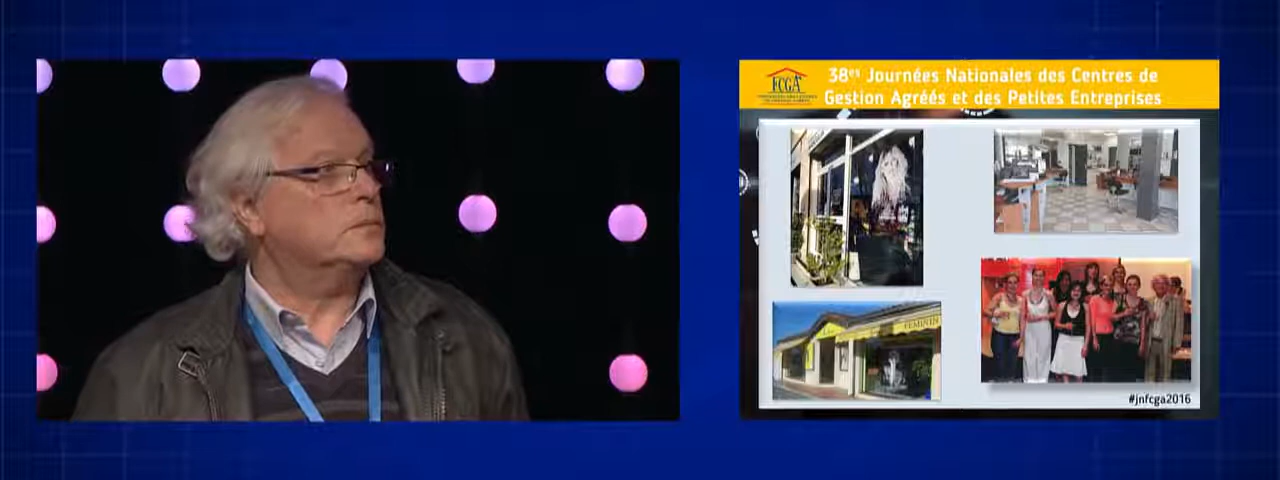 FCGA
38es Journées Nationales des Centres de
Gestion Agréés et des Petites Entreprises
FEMININ
#jnfcga2016